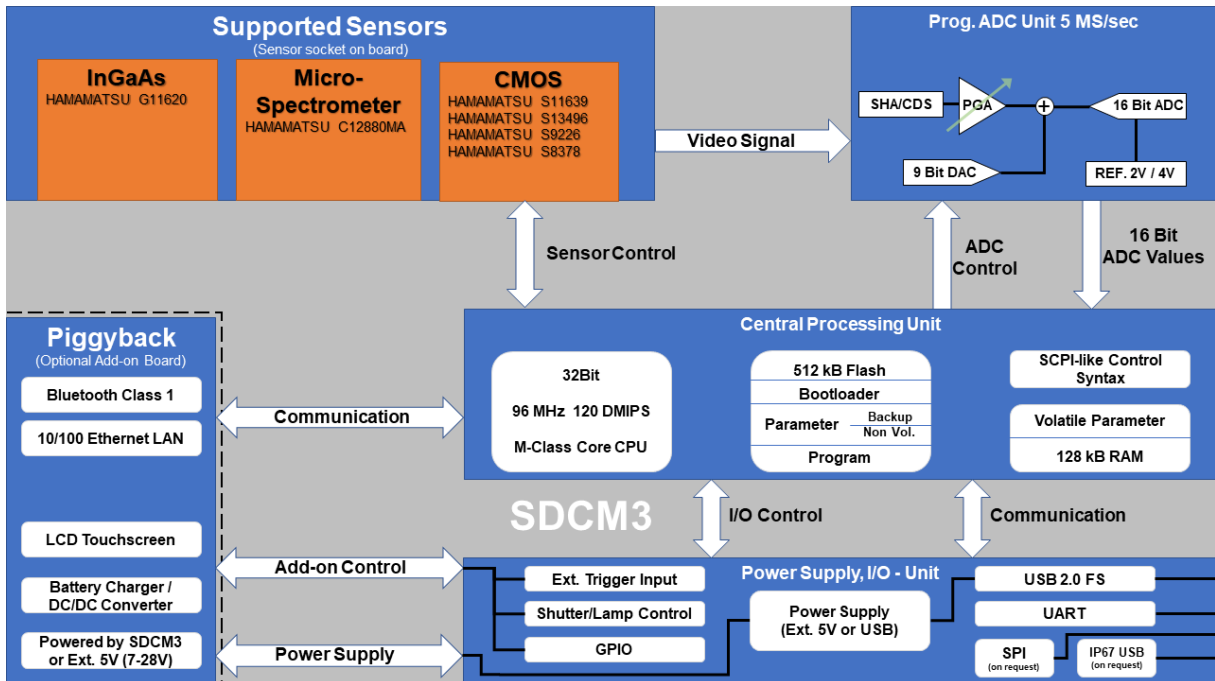 Supported Sensors
(Sensor socket on board)
InGaAs
HAMAMATSU G11620
Micro-
Spectrometer
HAMAMATSU C12880MA
CMOS
HAMAMATSU S11639
HAMAMATSU S13496
HAMAMATSU S9226
HAMAMATSU S8378
Video Signal
Prog. ADC Unit 5 MS/sec
SHA/CDS
PGA
+
16 Bit ADC
9 Bit DAC
REF. 2V / 4V
Sensor Control
ADC
Control
16 Bit
ADC Values
Piggyback
(Optional Add-on Board)
Bluetooth Class 1
10/100 Ethernet LAN
LCD Touchscreen
Battery Charger /
DC/DC Converter
Powered by SDCM3
or Ext. 5V (7-28V)
Communication
Add-on Control
Power Supply
Central Processing Unit
32Bit
96 MHz 120 DMIPS
M-Class Core CPU
512 kB Flash
Bootloader
Parameter
Backup
Non Vol.
Program
SCPI-like Control
Syntax
Volatile Parameter
128 kB RAM
SDCM3
I/O Control
Communication
Power Supply, I/O - Unit
Ext. Trigger Input
Shutter/Lamp Control
GPIO
Power Supply
(Ext. 5V or USB)
USB 2.0 FS
UART
SPI
(on request)
IP67 USB
(on request)